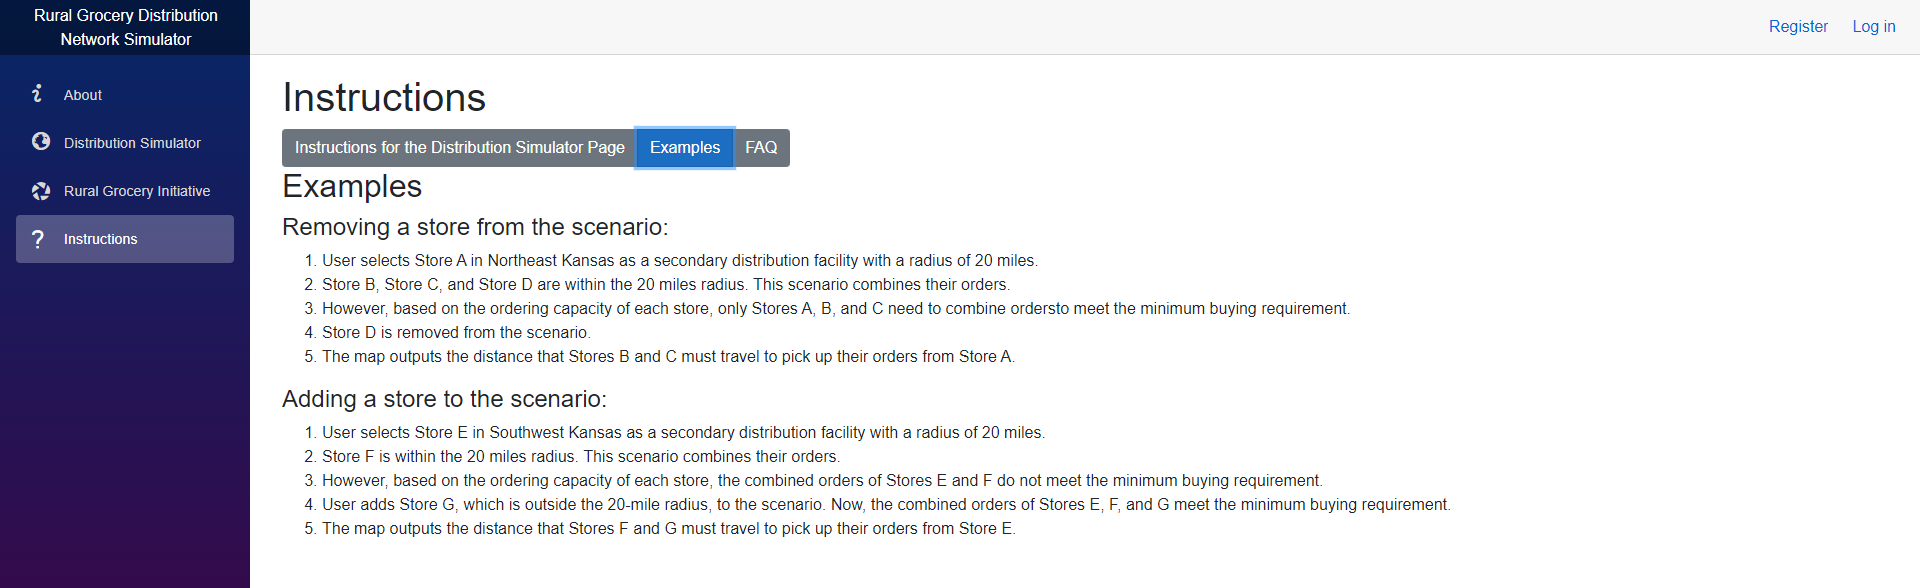 Rural Grocery Distribution
Network Simulator
Register
Log in
About
Distribution Simulator
Rural Grocery Initiative
Instructions
Instructions
Instructions for the Distribution Simulator Page
Examples
FAQ
Examples
Removing a store from the scenario:
1. User selects Store A in Northeast Kansas as a secondary distribution facility with a radius of 20 miles.
2. Store B, Store C, and Store D are within the 20 miles radius. This scenario combines their orders.
3. However, based on the ordering capacity of each store, only Stores A, B, and C need to combine ordersto meet the minimum buying requirement.
4. Store D is removed from the scenario.
5. The map outputs the distance that Stores B and C must travel to pick up their orders from Store A.
Adding a store to the scenario:
1. User selects Store E in Southwest Kansas as a secondary distribution facility with a radius of 20 miles.
2. Store F is within the 20 miles radius. This scenario combines their orders.
3. However, based on the ordering capacity of each store, the combined orders of Stores E and F do not meet the minimum buying requirement.
4. User adds Store G, which is outside the 20-mile radius, to the scenario. Now, the combined orders of Stores E, F, and G meet the minimum buying requirement.
5. The map outputs the distance that Stores F and G must travel to pick up their orders from Store E.